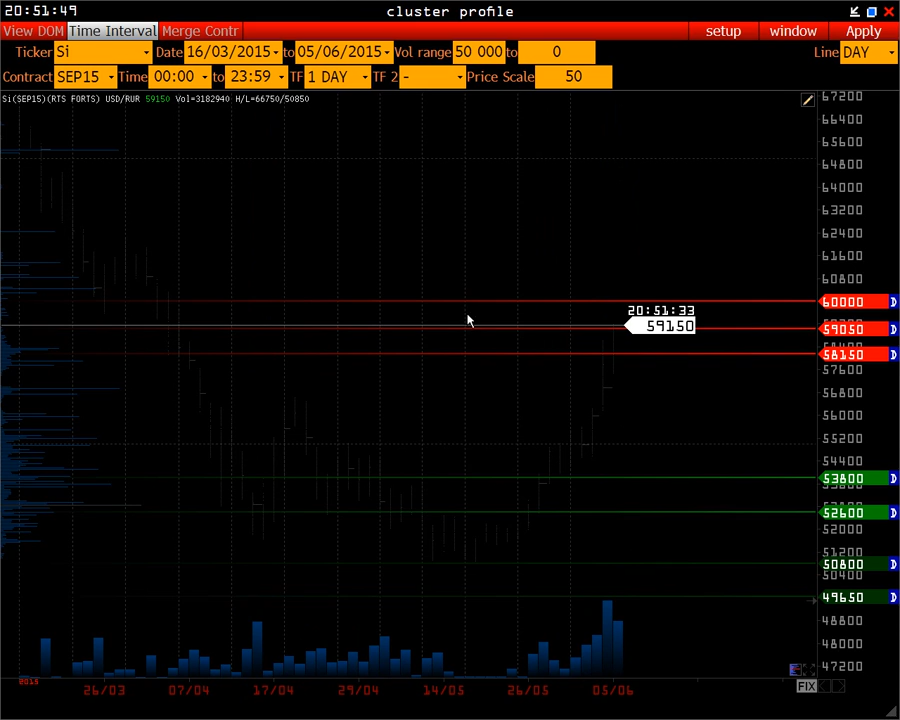 20:51:49 cluster profile
View DOM Time Interval Merge Contr setup window Apply
Ticker Si Date 16/03/2015 to 05/06/2015 Vol range 50 000 to 0 Line DAY
Contract SEP15 Time 00:00 to 23:59 TF 1 DAY TF 2 - Price Scale 50
Si(SEP15)(RTS FORTS) USD/RUR 59150 Vol=3182940 H/L=66750/50850
67200
66400
65600
64800
64000
63200
62400
61600
60800
60000 D
20:51:33
59150
59050 D
58150 D
57600
56800
56000
55200
54400
53800 D
52600 D
52000
51200
50800 D
50400
49650 D
48800
48000
47200
2015
26/03 07/04 17/04 29/04 14/05 26/05 05/06
FIX